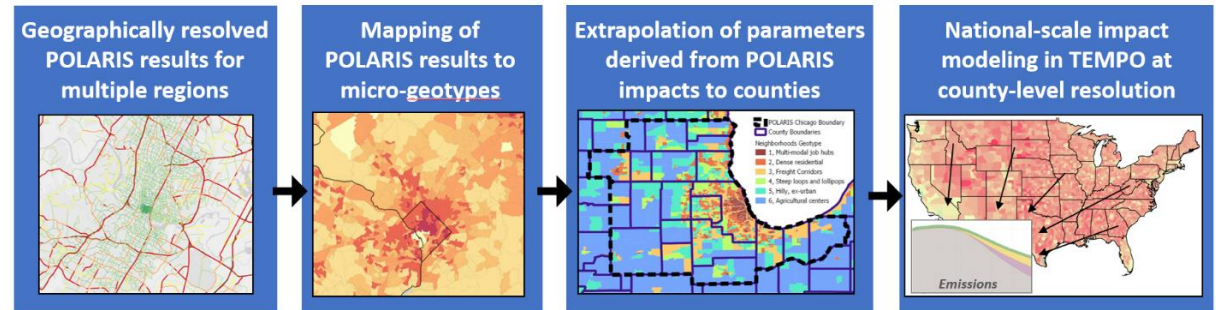 Geographically resolved
POLARIS results for
multiple regions
Mapping of
POLARIS results to
micro-geotypes
Extrapolation of parameters
derived from POLARIS
impacts to counties
POLARIS Chicago Boundary
County Boundaries
Neighborhoods Geotype
1, Multi-modal job hubs
2, Dense residential
3, Freight Corridors
4, Steep loops and lollipops
5, Hilly, ex-urban
6, Agricultural centers
National-scale impact
modeling in TEMPO at
county-level resolution
Emissions